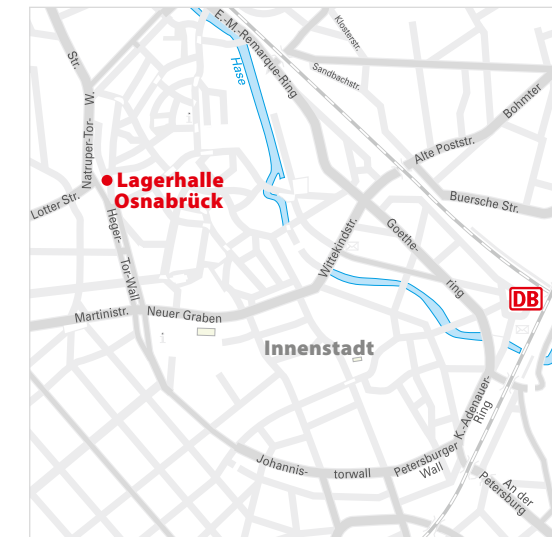 E.-M.-Remarque-Ring
Klosterstr.
Str.
Hase
Sandbachstr.
Natruper-Tor-W.
Bohmter
Alte Poststr.
Lagerhalle
Osnabrück
Lotter Str.
Buersche Str.
Heger-
Tor-Wall
Wittekindstr.
Goethe-
ring
DB
Martinistr.
Neuer Graben
Innenstadt
K.-Adenauer-
Ring
Johannis-
torwall
Petersburger
Wall
An der
Petersburg